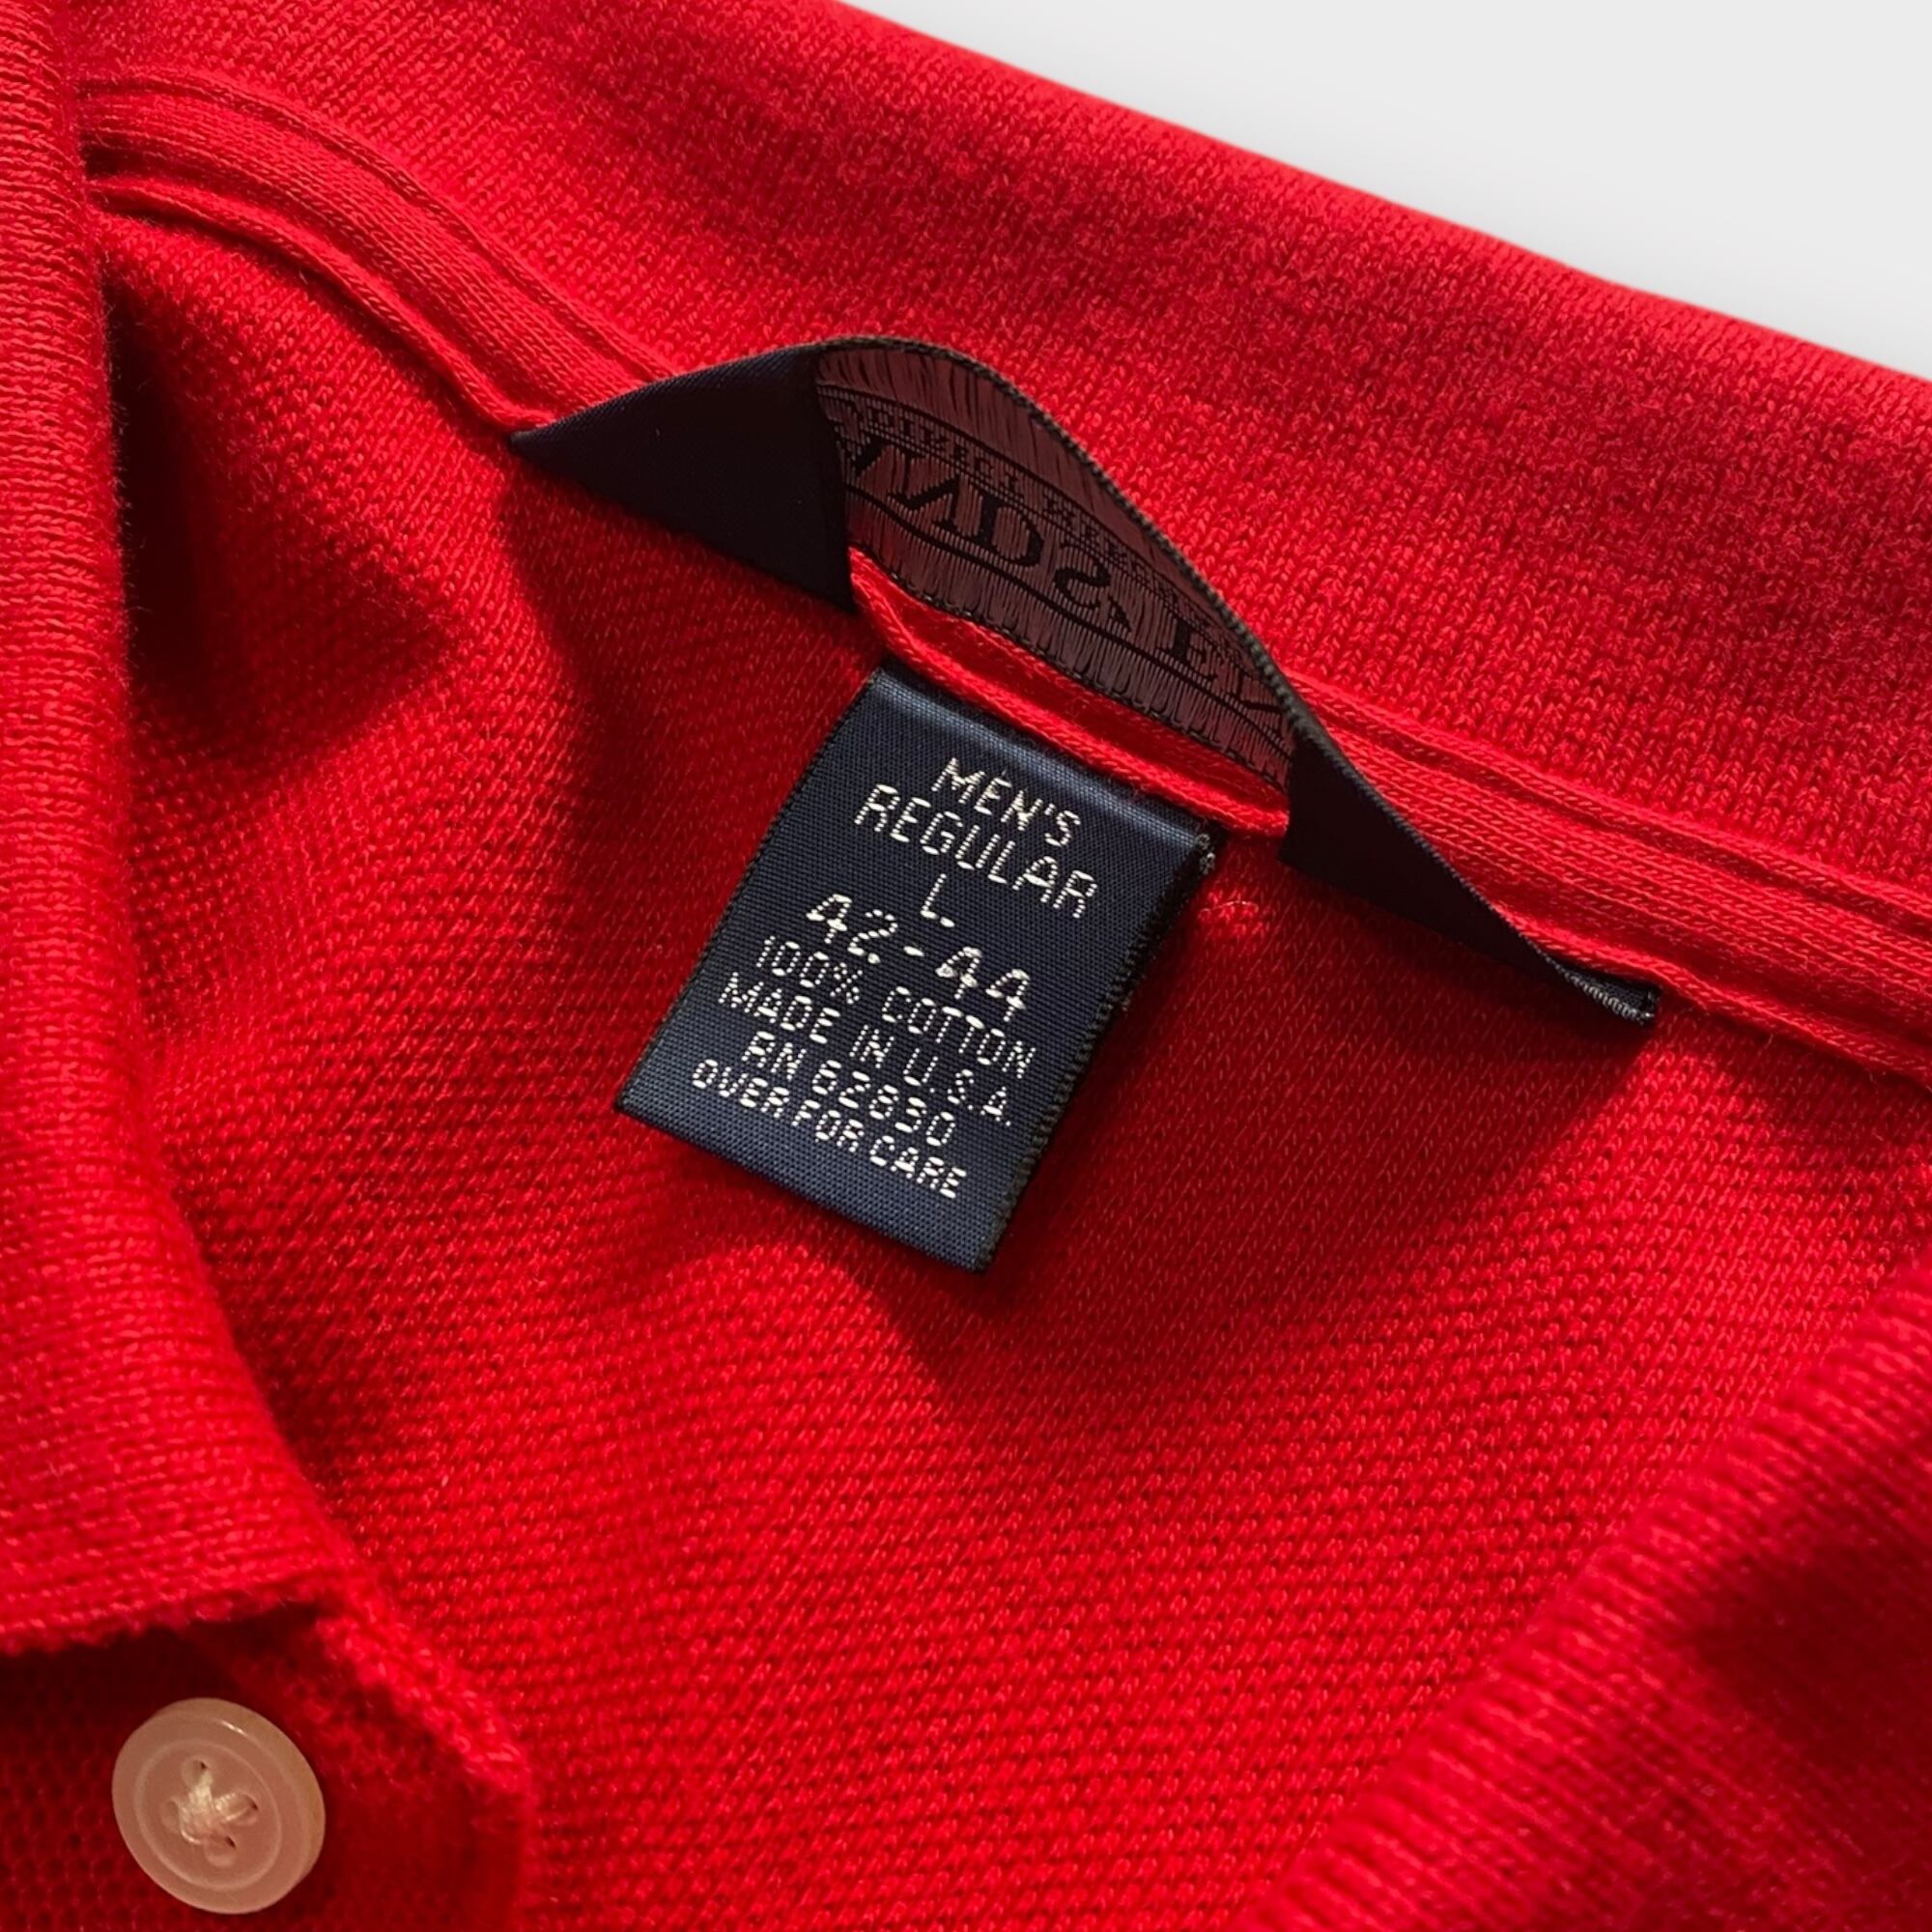 MEN'S
REGULAR
L
42-44
100% COTTON
MADE IN U.S.A.
RN 62830
OVER FOR CARE